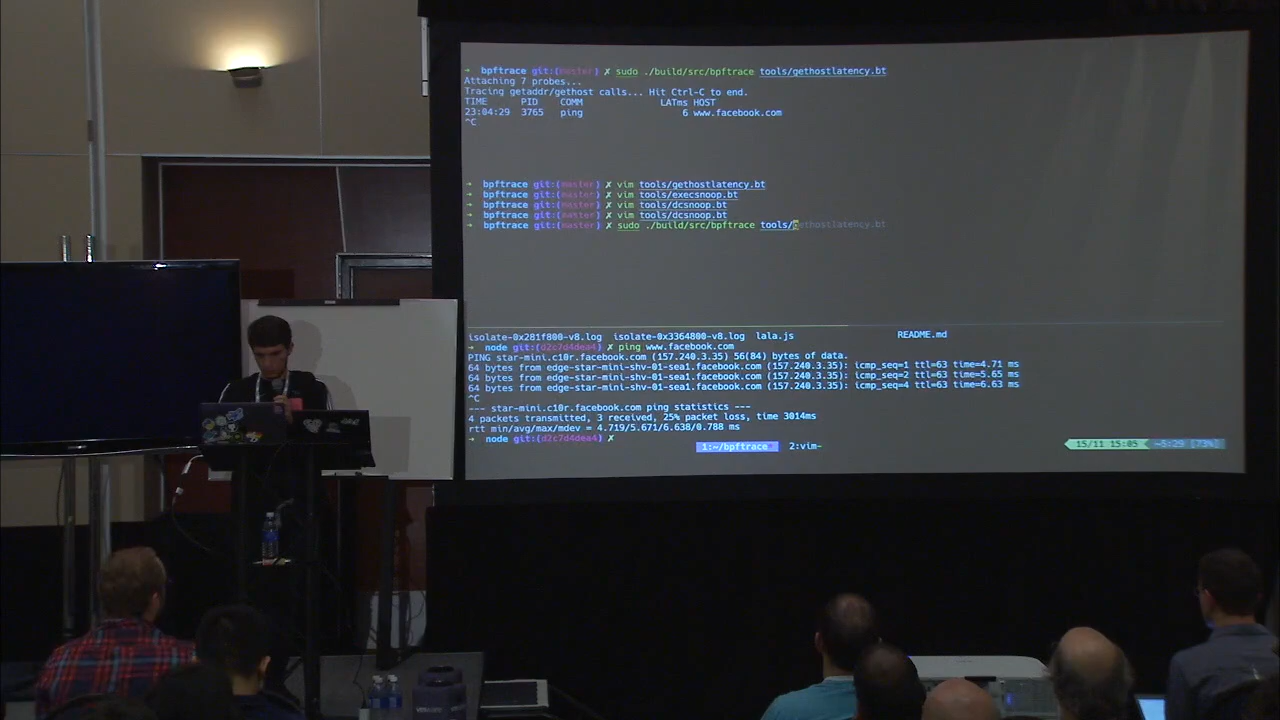 ➜ bpftrace git:(master) ✗ sudo ./build/src/bpftrace tools/gethostlatency.bt
Attaching 7 probes...
Tracing getaddr/gethost calls... Hit Ctrl-C to end.
TIME PID COMM LATms HOST
23:04:29 3765 ping 6 www.facebook.com
^C
➜ bpftrace git:(master) ✗ vim tools/gethostlatency.bt
➜ bpftrace git:(master) ✗ vim tools/execsnoop.bt
➜ bpftrace git:(master) ✗ vim tools/dcsnoop.bt
➜ bpftrace git:(master) ✗ vim tools/dcsnoop.bt
➜ bpftrace git:(master) ✗ sudo ./build/src/bpftrace tools/gethostlatency.bt
isolate-0x281f800-v8.log isolate-0x3364800-v8.log lala.js README.md
➜ node git:(d2c7d4dea4) ✗ ping www.facebook.com
PING star-mini.c10r.facebook.com (157.240.3.35) 56(84) bytes of data.
64 bytes from edge-star-mini-shv-01-sea1.facebook.com (157.240.3.35): icmp_seq=1 ttl=63 time=4.71 ms
64 bytes from edge-star-mini-shv-01-sea1.facebook.com (157.240.3.35): icmp_seq=2 ttl=63 time=5.65 ms
64 bytes from edge-star-mini-shv-01-sea1.facebook.com (157.240.3.35): icmp_seq=4 ttl=63 time=6.63 ms
^C
--- star-mini.c10r.facebook.com ping statistics ---
4 packets transmitted, 3 received, 25% packet loss, time 3014ms
rtt min/avg/max/mdev = 4.719/5.671/6.638/0.788 ms
➜ node git:(d2c7d4dea4) ✗
1:~/bpftrace* 2:vim- 15/11 15:05 ~5:29 [73%]